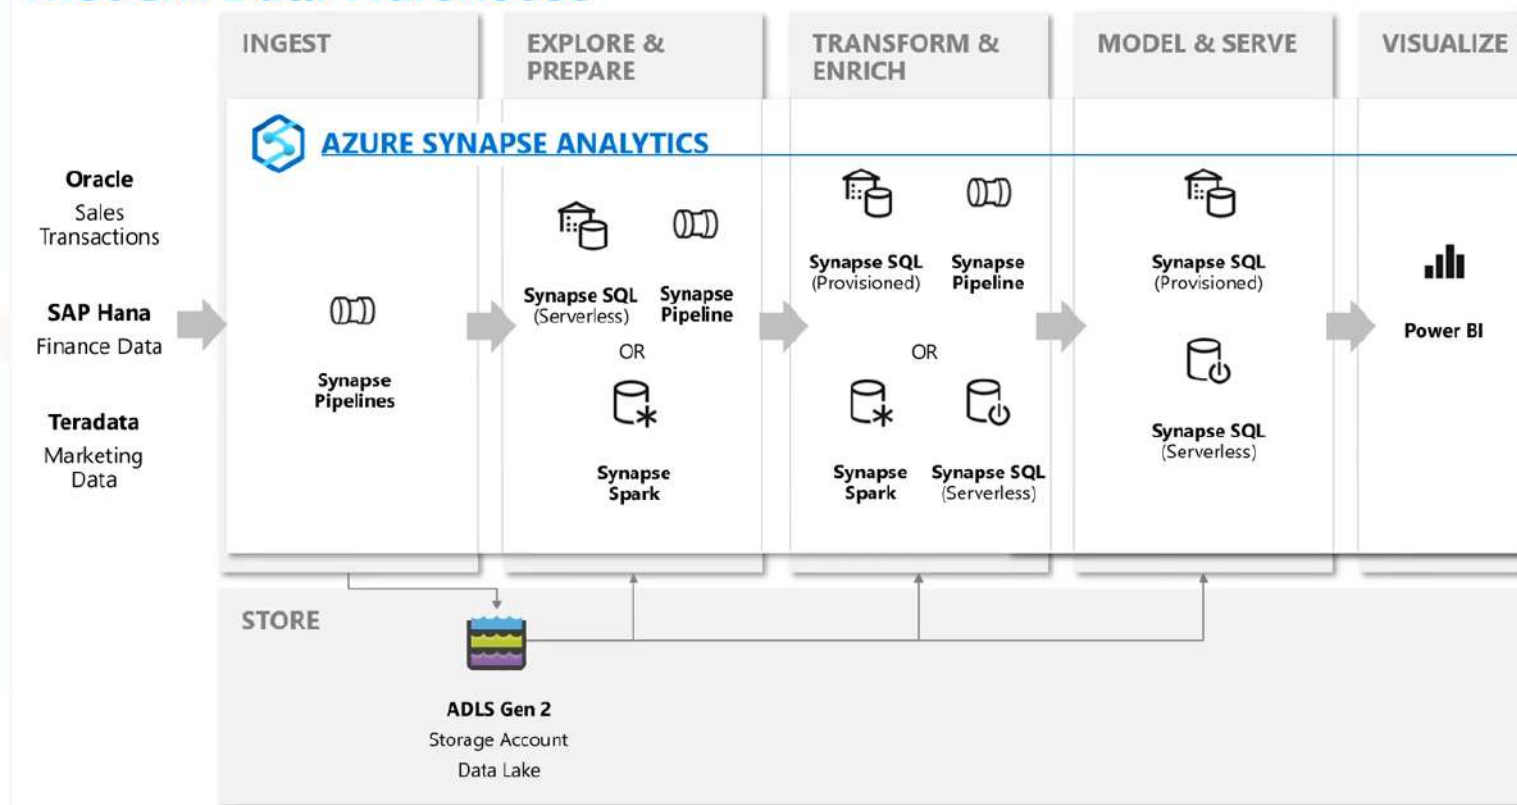 INGEST
EXPLORE &
PREPARE
TRANSFORM &
ENRICH
MODEL & SERVE
VISUALIZE
AZURE SYNAPSE ANALYTICS
Oracle
Sales
Transactions
SAP Hana
Finance Data
Teradata
Marketing
Data
Synapse
Pipelines
Synapse SQL
(Serverless)
Synapse
Pipeline
OR
Synapse
Spark
Synapse SQL
(Provisioned)
Synapse
Pipeline
OR
Synapse
Spark
Synapse SQL
(Serverless)
Synapse SQL
(Provisioned)
Synapse SQL
(Serverless)
Power BI
STORE
ADLS Gen 2
Storage Account
Data Lake